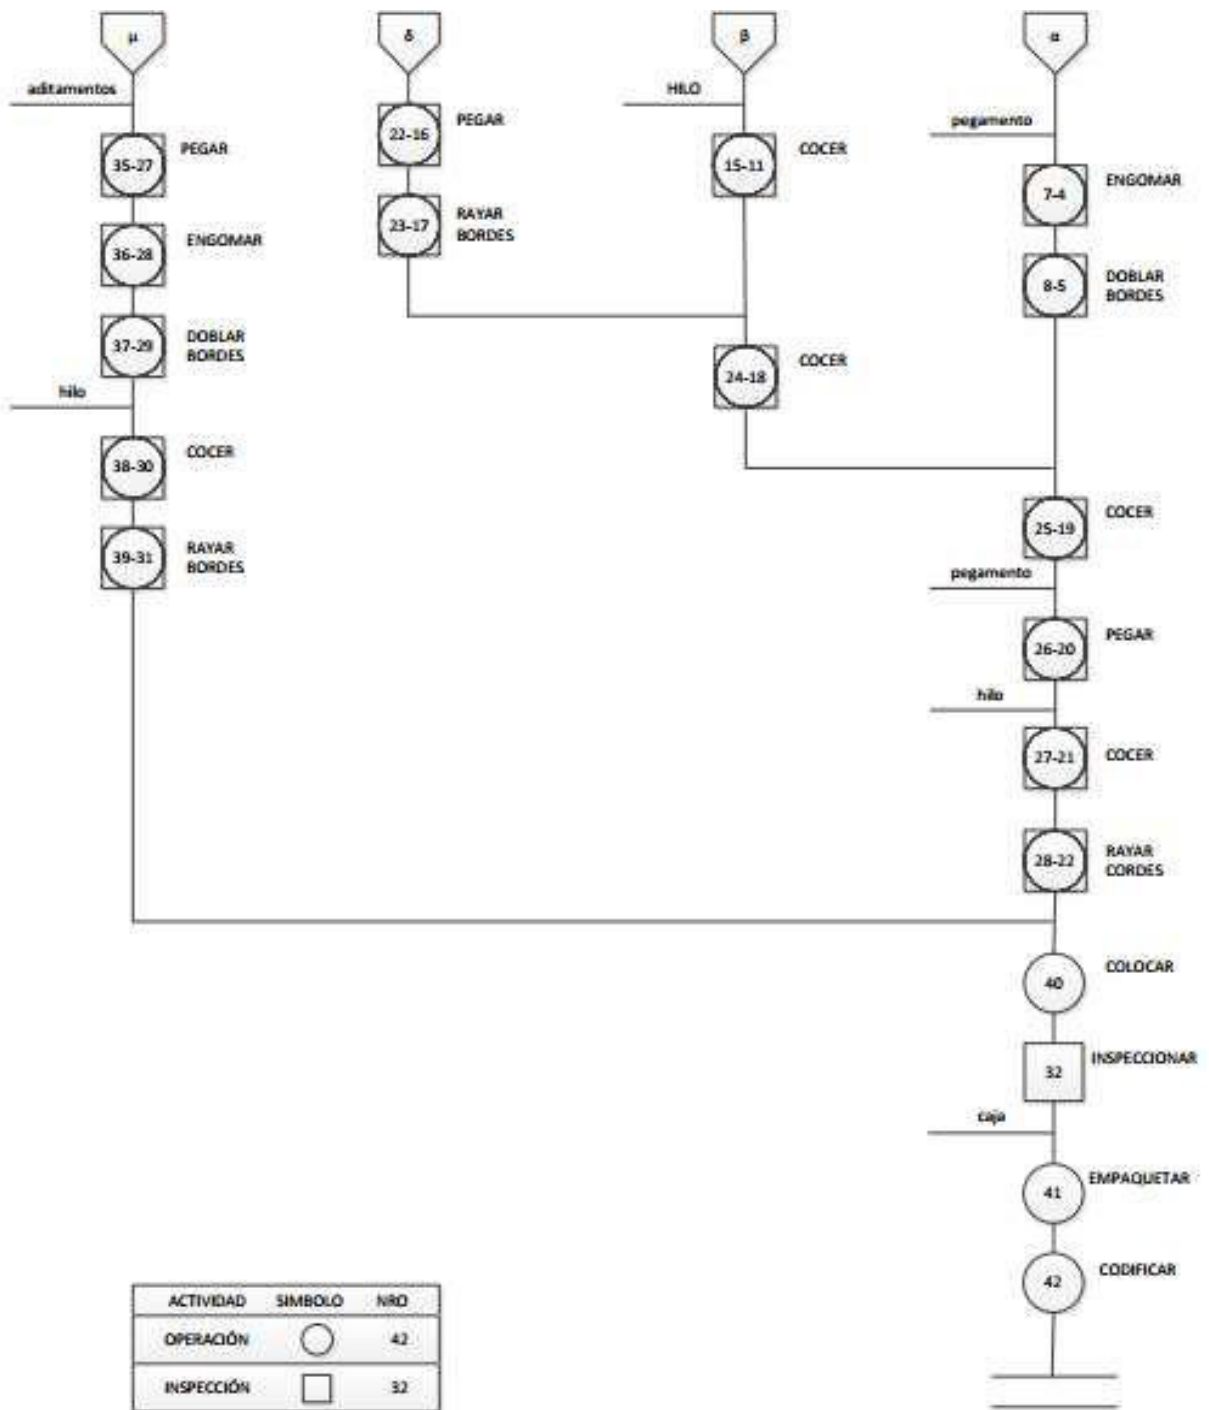 μ
δ
β
α
aditamentos
35-27
PEGAR
36-28
ENGOMAR
37-29
DOBLAR
BORDES
hilo
38-30
COCER
39-31
RAYAR
BORDES
22-16
PEGAR
23-17
RAYAR
BORDES
HILO
15-11
COCER
24-18
COCER
pegamento
7-4
ENGOMAR
8-5
DOBLAR
BORDES
25-19
COCER
pegamento
26-20
PEGAR
hilo
27-21
COCER
28-22
RAYAR
CORDES
40
COLOCAR
32
INSPECCIONAR
caja
41
EMPAQUETAR
42
CODIFICAR
ACTIVIDAD SIMBOLO NRO
OPERACIÓN 42
INSPECCIÓN 32